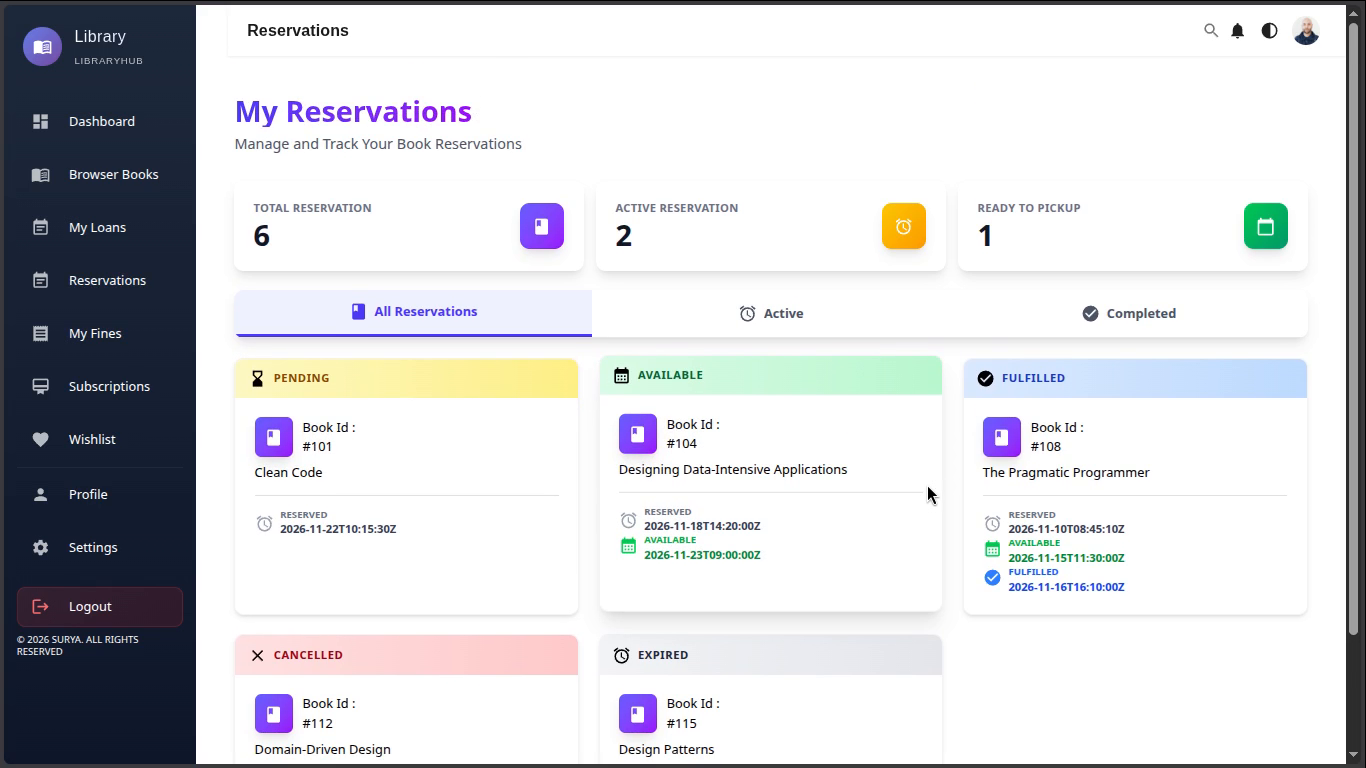 Library
LIBRARYHUB
Dashboard
Browser Books
My Loans
Reservations
My Fines
Subscriptions
Wishlist
Profile
Settings
Logout
© 2026 SURYA. ALL RIGHTS
RESERVED
Reservations
My Reservations
Manage and Track Your Book Reservations
TOTAL RESERVATION
6
ACTIVE RESERVATION
2
READY TO PICKUP
1
All Reservations
Active
Completed
PENDING
Book Id :
#101
Clean Code
RESERVED
2026-11-22T10:15:30Z
AVAILABLE
Book Id :
#104
Designing Data-Intensive Applications
RESERVED
2026-11-18T14:20:00Z
AVAILABLE
2026-11-23T09:00:00Z
FULFILLED
Book Id :
#108
The Pragmatic Programmer
RESERVED
2026-11-10T08:45:10Z
AVAILABLE
2026-11-15T11:30:00Z
FULFILLED
2026-11-16T16:10:00Z
CANCELLED
Book Id :
#112
Domain-Driven Design
EXPIRED
Book Id :
#115
Design Patterns